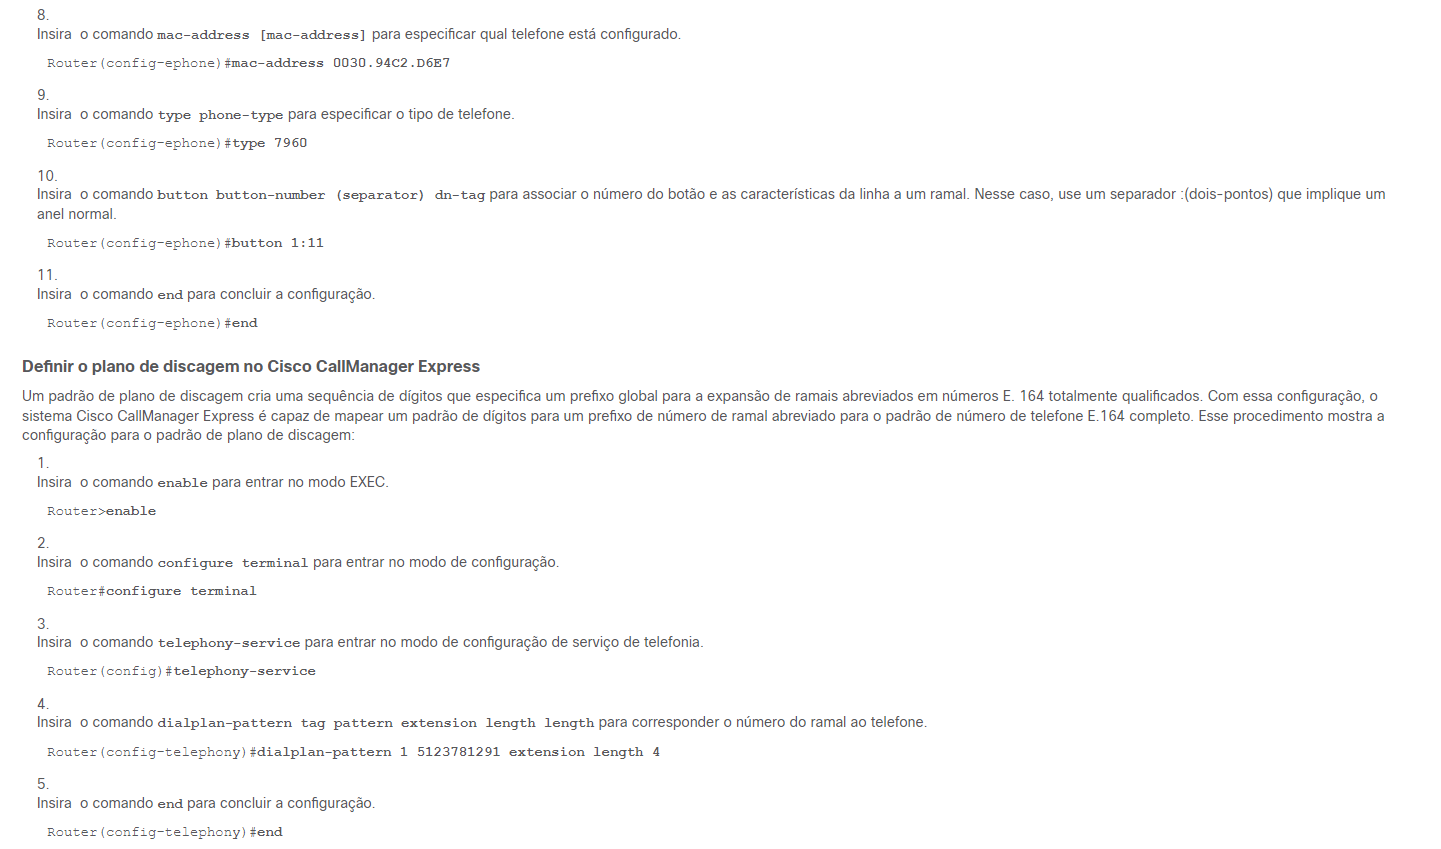 8.
Insira  o comando mac-address [mac-address] para especificar qual telefone está configurado.
Router(config-ephone)#mac-address 0030.94C2.D6E7
9.
Insira  o comando type phone-type para especificar o tipo de telefone.
Router(config-ephone)#type 7960
10.
Insira  o comando button button-number (separator) dn-tag para associar o número do botão e as características da linha a um ramal. Nesse caso, use um separador :(dois-pontos) que implique um
anel normal.
Router(config-ephone)#button 1:11
11.
Insira  o comando end para concluir a configuração.
Router(config-ephone)#end
Definir o plano de discagem no Cisco CallManager Express
Um padrão de plano de discagem cria uma sequência de dígitos que especifica um prefixo global para a expansão de ramais abreviados em números E. 164 totalmente qualificados. Com essa configuração, o
sistema Cisco CallManager Express é capaz de mapear um padrão de dígitos para um prefixo de número de ramal abreviado para o padrão de número de telefone E.164 completo. Esse procedimento mostra a
configuração para o padrão de plano de discagem:
1.
Insira  o comando enable para entrar no modo EXEC.
Router>enable
2.
Insira  o comando configure terminal para entrar no modo de configuração.
Router#configure terminal
3.
Insira  o comando telephony-service para entrar no modo de configuração de serviço de telefonia.
Router(config)#telephony-service
4.
Insira  o comando dialplan-pattern tag pattern extension length length para corresponder o número do ramal ao telefone.
Router(config-telephony)#dialplan-pattern 1 5123781291 extension length 4
5.
Insira  o comando end para concluir a configuração.
Router(config-telephony)#end